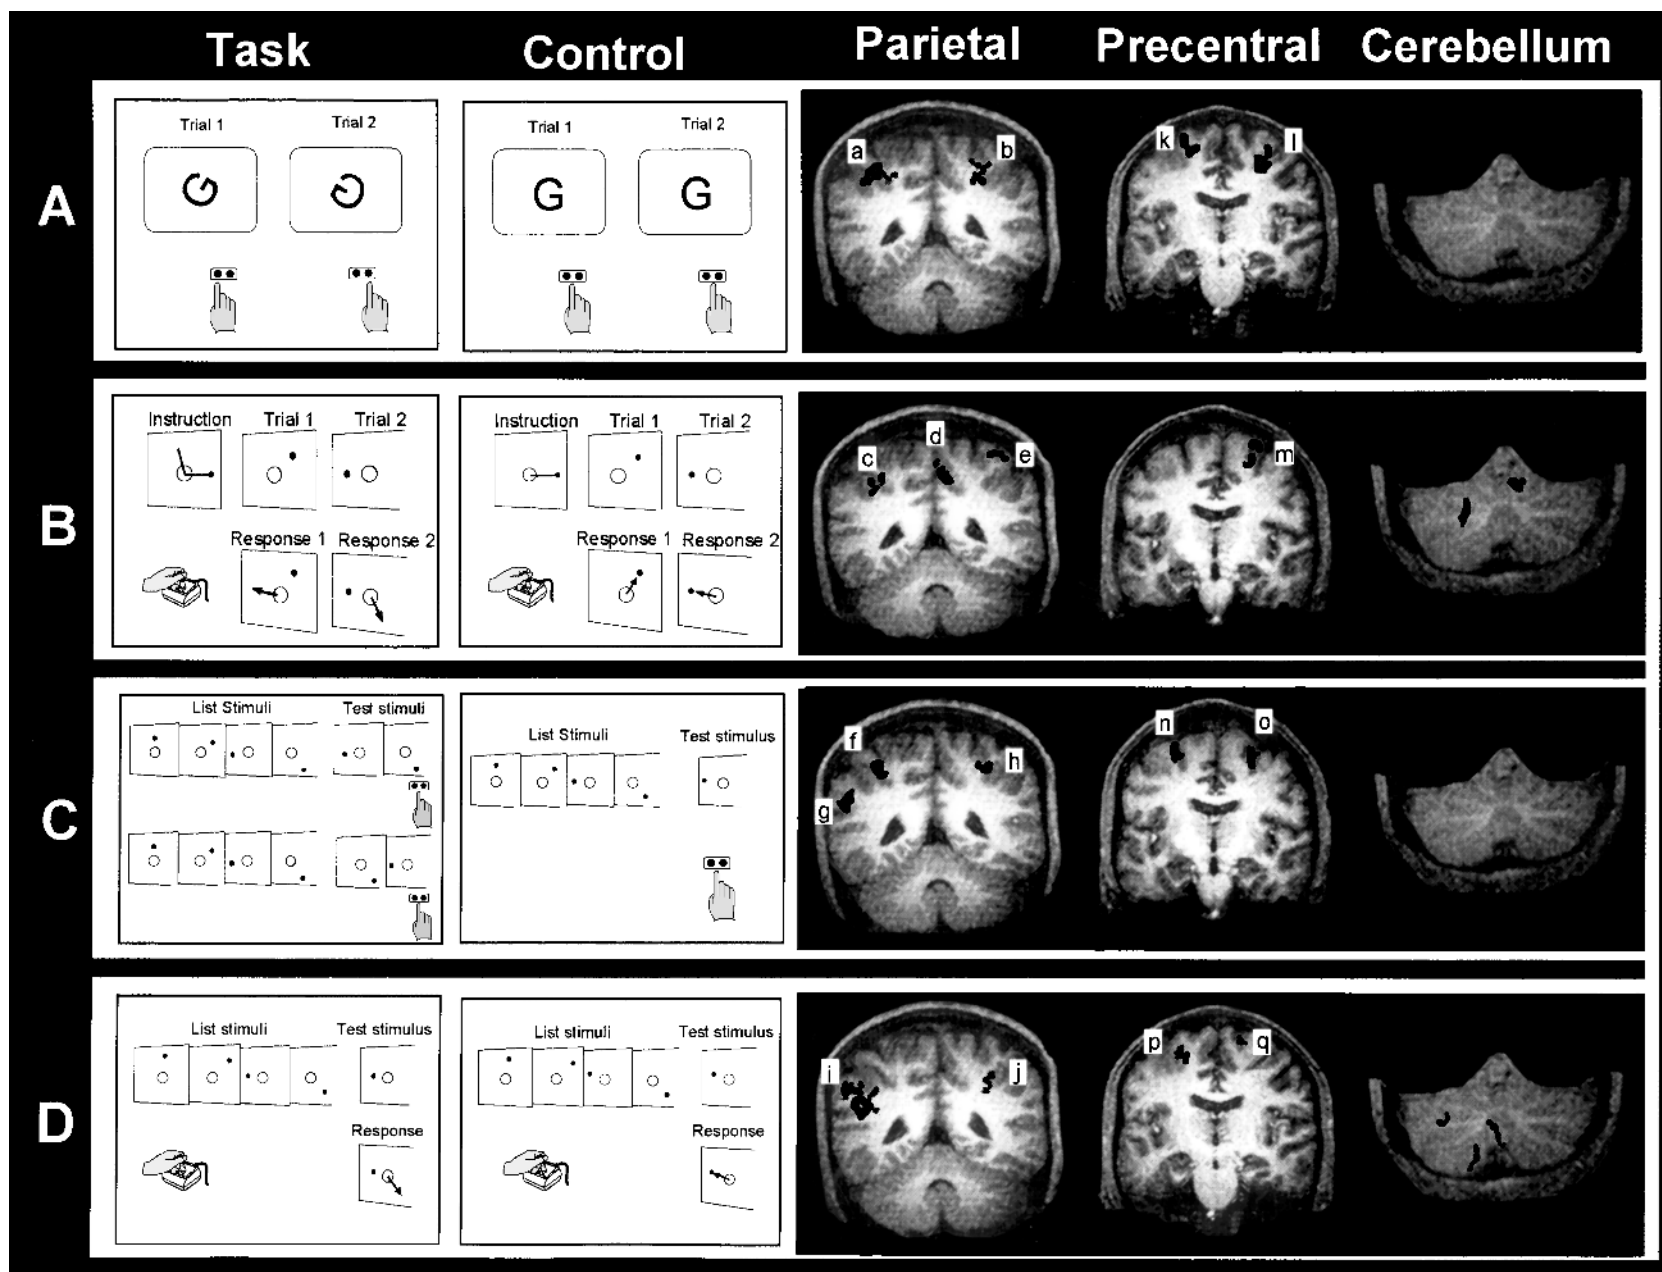 Task Control Parietal Precentral Cerebellum
A
Trial 1 Trial 2
G G
Trial 1 Trial 2
G G
a b k l
B
Instruction Trial 1 Trial 2
Response 1 Response 2
Instruction Trial 1 Trial 2
Response 1 Response 2
c d e m
C
List Stimuli Test stimuli
List Stimuli Test stimulus
f g h n o
D
List stimuli Test stimulus
Response
List stimuli Test stimulus
Response
i j p q